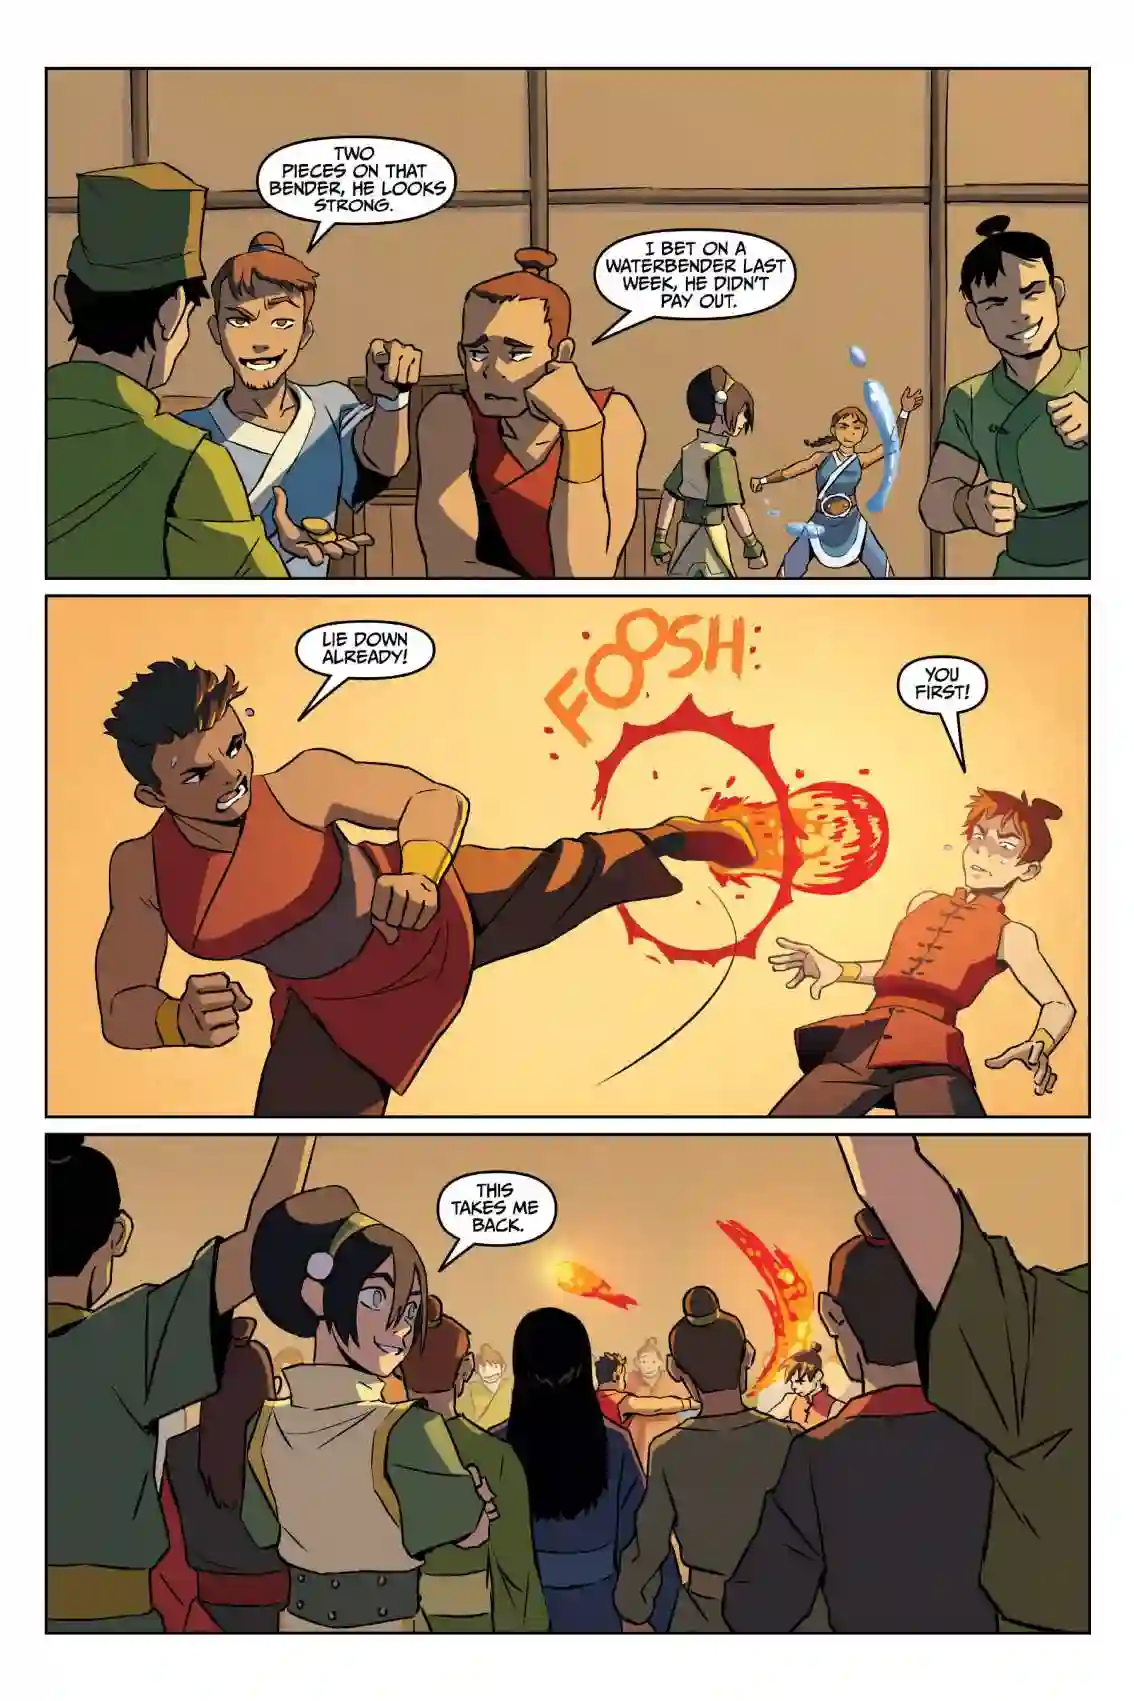 TWO
PIECES ON THAT
BENDER, HE LOOKS
STRONG.
I BET ON A
WATERBENDER LAST
WEEK, HE DIDN'T
PAY OUT.
LIE DOWN
ALREADY!
FOOSH
YOU
FIRST!
THIS
TAKES ME
BACK.